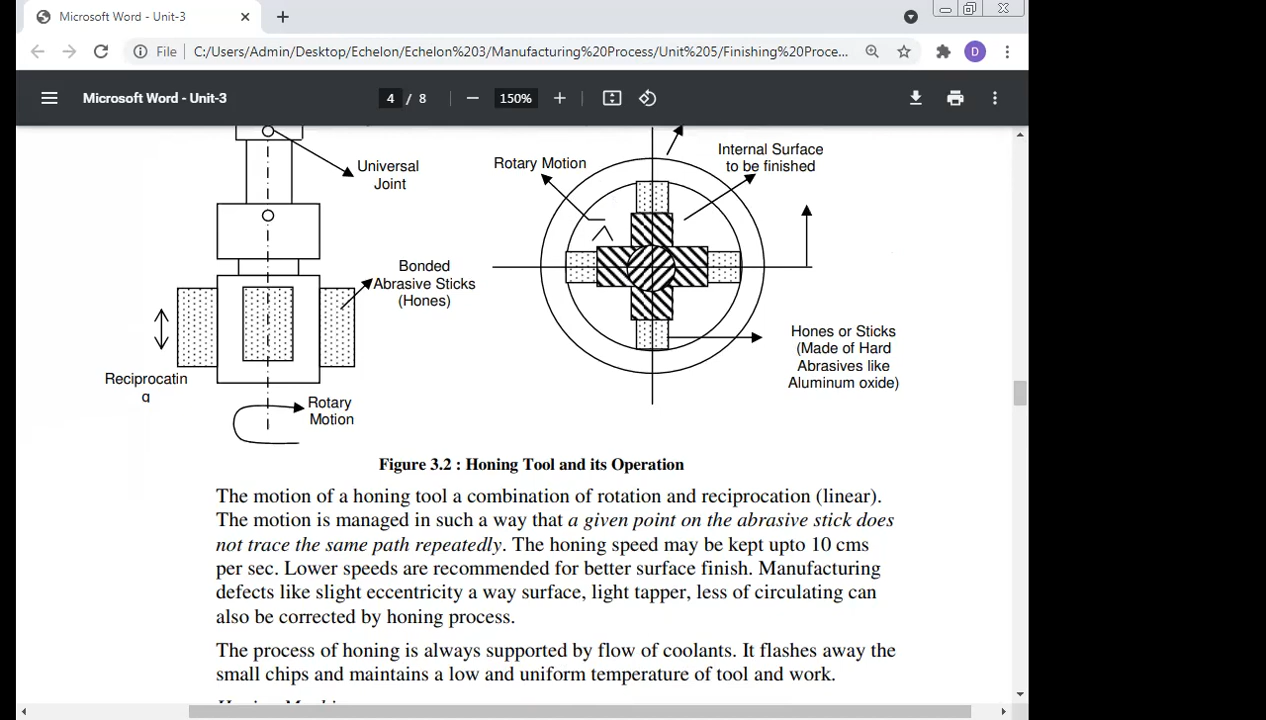 Microsoft Word - Unit-3
File C:/Users/Admin/Desktop/Echelon/Echelon%203/Manufacturing%20Process/Unit%205/Finishing%20Proce...
D
Microsoft Word - Unit-3
4 / 8
150%
Universal
Joint
Bonded
Abrasive Sticks
(Hones)
Reciprocatin
g
Rotary
Motion
Rotary Motion
Internal Surface
to be finished
Hones or Sticks
(Made of Hard
Abrasives like
Aluminum oxide)
Figure 3.2 : Honing Tool and its Operation
The motion of a honing tool a combination of rotation and reciprocation (linear).
The motion is managed in such a way that a given point on the abrasive stick does
not trace the same path repeatedly. The honing speed may be kept upto 10 cms
per sec. Lower speeds are recommended for better surface finish. Manufacturing
defects like slight eccentricity a way surface, light tapper, less of circulating can
also be corrected by honing process.
The process of honing is always supported by flow of coolants. It flashes away the
small chips and maintains a low and uniform temperature of tool and work.